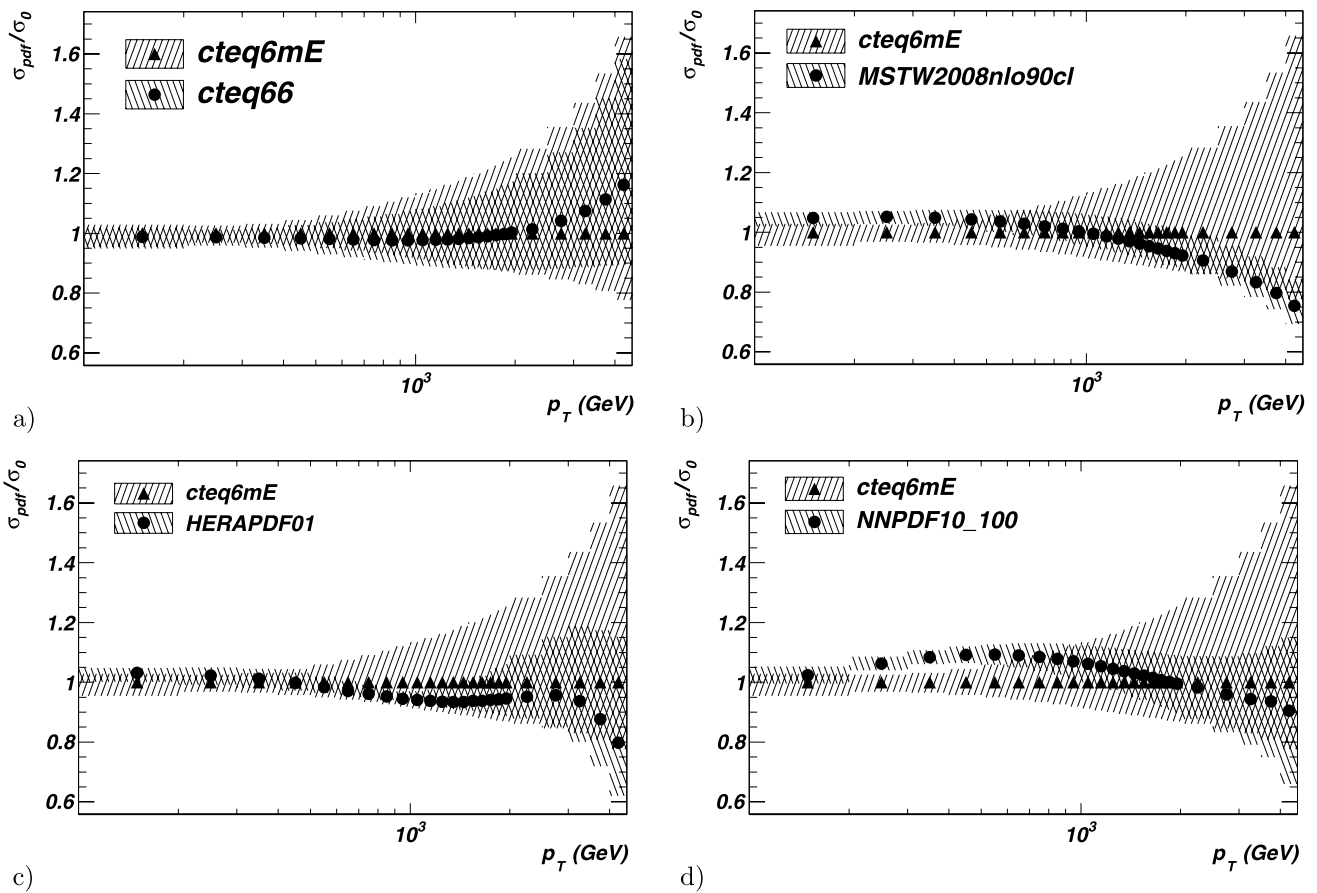 σpdf/σ0
cteq6mE
cteq66
1.6
1.4
1.2
1
0.8
0.6
10³
pT (GeV)
a)
σpdf/σ0
cteq6mE
MSTW2008nlo90cl
1.6
1.4
1.2
1
0.8
0.6
10³
pT (GeV)
b)
σpdf/σ0
cteq6mE
HERAPDF01
1.6
1.4
1.2
1
0.8
0.6
10³
pT (GeV)
c)
σpdf/σ0
cteq6mE
NNPDF10_100
1.6
1.4
1.2
1
0.8
0.6
10³
pT (GeV)
d)